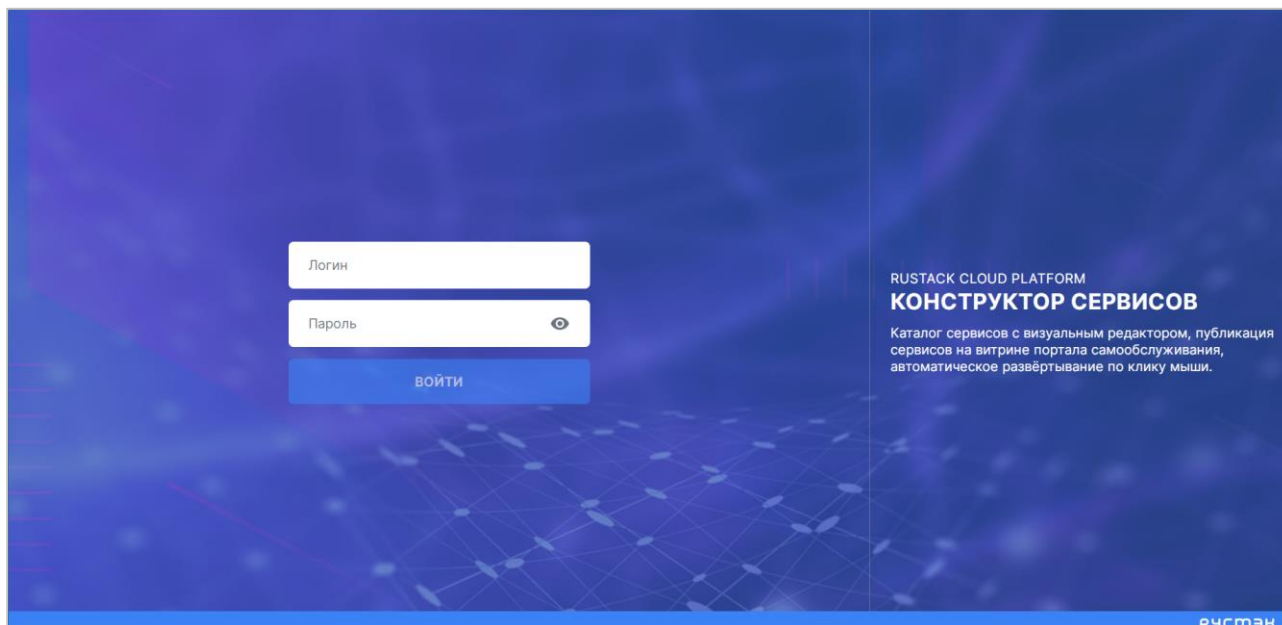 Логин
Пароль
ВОЙТИ
RUSTACK CLOUD PLATFORM
КОНСТРУКТОР СЕРВИСОВ
Каталог сервисов с визуальным редактором, публикация
сервисов на витрине портала самообслуживания,
автоматическое развёртывание по клику мыши.